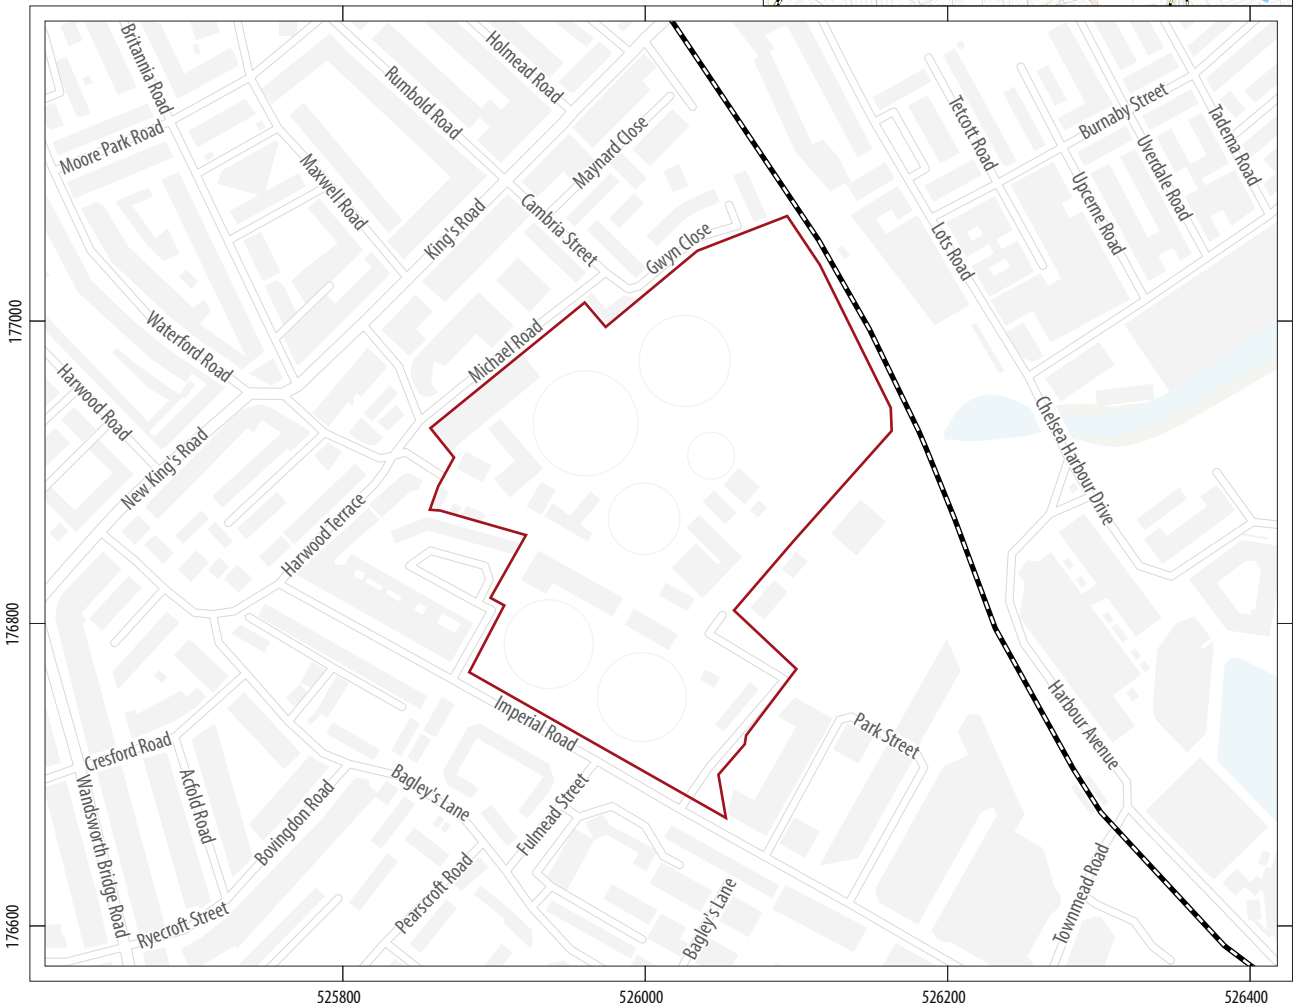 Britannia Road
Holmead Road
Rumbold Road
Tetcott Road
Burnaby Street
Tadema Road
Moore Park Road
Maynard Close
Uverdale Road
Maxwell Road
Upcerne Road
King's Road
Cambria Street
Gwyn Close
Lots Road
177000
Waterford Road
Michael Road
Harwood Road
Chelsea Harbour Drive
New King's Road
Harwood Terrace
176800
Imperial Road
Harbour Avenue
Park Street
Cresford Road
Acfold Road
Bagley's Lane
Wandsworth Bridge Road
Bovingdon Road
Fulmead Street
Pearscroft Road
Townmead Road
Bagley's Lane
176600
Ryecroft Street
525800
526000
526200
526400